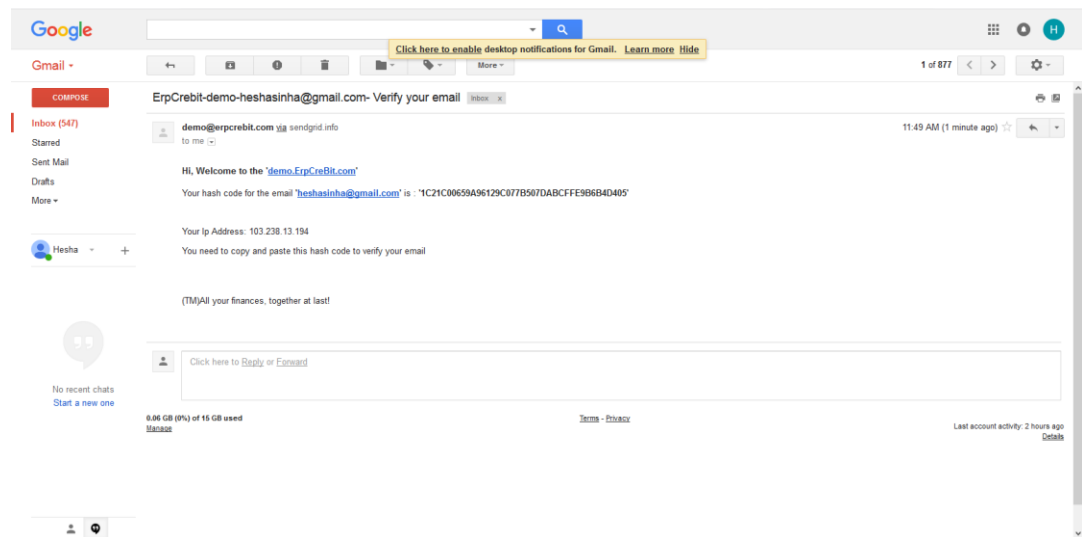 Google
Click here to enable desktop notifications for Gmail. Learn more Hide
H
Gmail
More
1 of 877
COMPOSE
Inbox (547)
Starred
Sent Mail
Drafts
More
Hesha
No recent chats
Start a new one
ErpCrebit-demo-heshasinha@gmail.com- Verify your email Inbox x
demo@erpcrebit.com via sendgrid.info
to me
11:49 AM (1 minute ago)
Hi, Welcome to the 'demo.ErpCreBit.com'
Your hash code for the email 'heshasinha@gmail.com' is : '1C21C00659A96129C077B507DABCFFE9B6B4D405'
Your Ip Address: 103.238.13.194
You need to copy and paste this hash code to verify your email
(TM)All your finances, together at last!
Click here to Reply or Forward
0.06 GB (0%) of 15 GB used
Manage
Terms - Privacy
Last account activity: 2 hours ago
Details